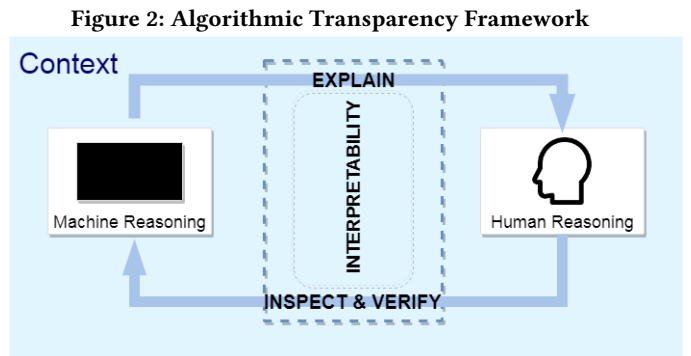 Figure 2: Algorithmic Transparency Framework
Context
EXPLAIN
INTERPRETABILITY
Machine Reasoning
Human Reasoning
INSPECT & VERIFY